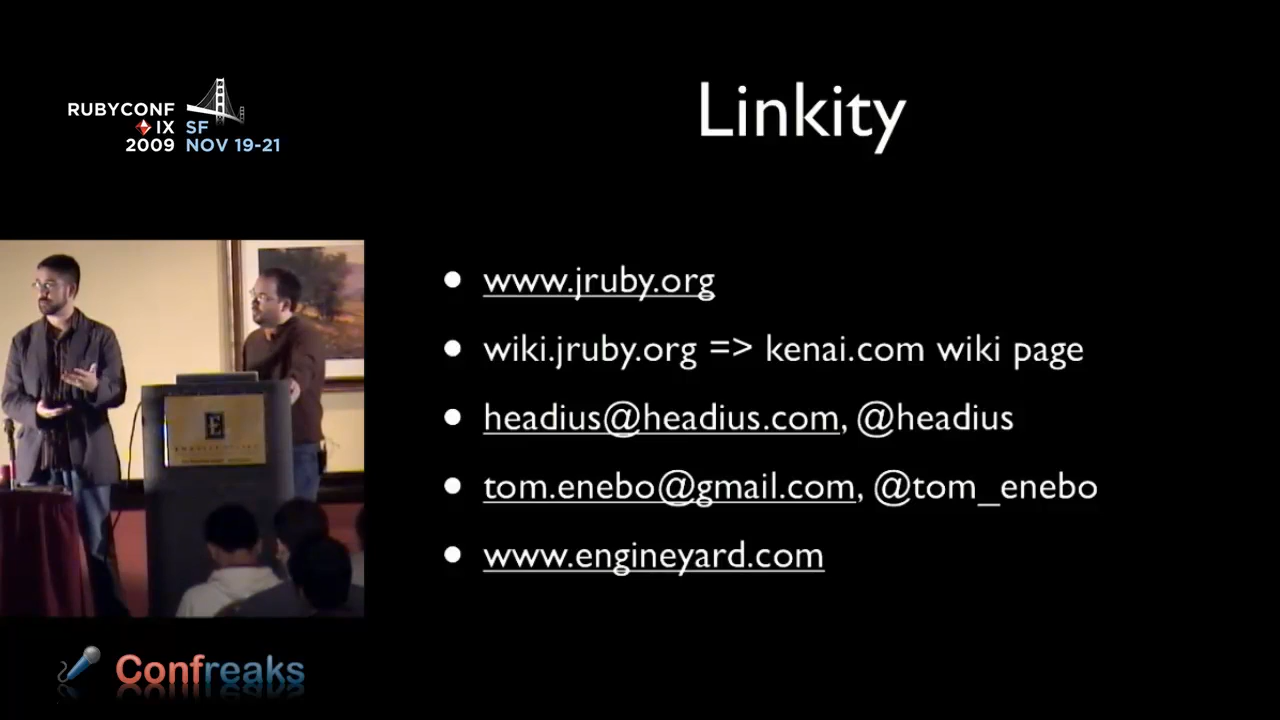 RUBYCONF
IX SF
2009 NOV 19-21
Linkity
www.jruby.org
wiki.jruby.org => kenai.com wiki page
headius@headius.com, @headius
tom.enebo@gmail.com, @tom_enebo
www.engineyard.com
E
Confreaks